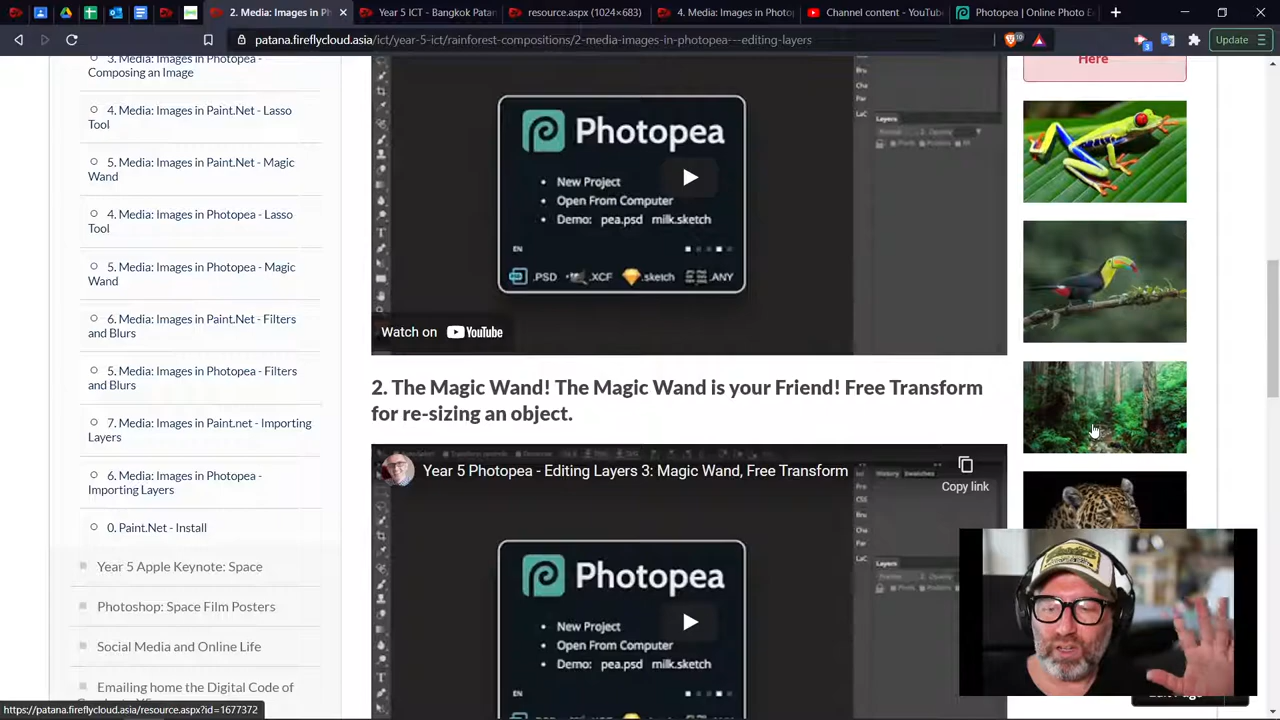 2. Media: Images in Ph
Year 5 ICT - Bangkok Patan
resource.aspx (1024×683)
4. Media: Images in Photop
Channel content - YouTube
Photopea | Online Photo E
patana.fireflycloud.asia/ict/year-5-ict/rainforest-compositions/2-media-images-in-photopea---editing-layers
10
3
Update
3. Media: Images in Photopea -
Composing an Image
4. Media: Images in Paint.Net - Lasso
Tool
5. Media: Images in Paint.Net - Magic
Wand
4. Media: Images in Photopea - Lasso
Tool
5. Media: Images in Photopea - Magic
Wand
6. Media: Images in Paint.Net - Filters
and Blurs
5. Media: Images in Photopea - Filters
and Blurs
7. Media: Images in Paint.net - Importing
Layers
6. Media: Images in Photopea -
Importing Layers
0. Paint.Net - Install
Year 5 Apple Keynote: Space
Photoshop: Space Film Posters
Social Media and Online Life
Emailing home the Digital Code of
https://patana.fireflycloud.asia/resource.aspx?id=1677372
Photopea
New Project
Open From Computer
Demo: pea.psd milk.sketch
EN
.PSD .XCF .sketch .ANY
Layers
Watch on YouTube
2. The Magic Wand! The Magic Wand is your Friend! Free Transform
for re-sizing an object.
Year 5 Photopea - Editing Layers 3: Magic Wand, Free Transform
Copy link
Photopea
New Project
Open From Computer
Demo: pea.psd milk.sketch
EN
Layers
Here